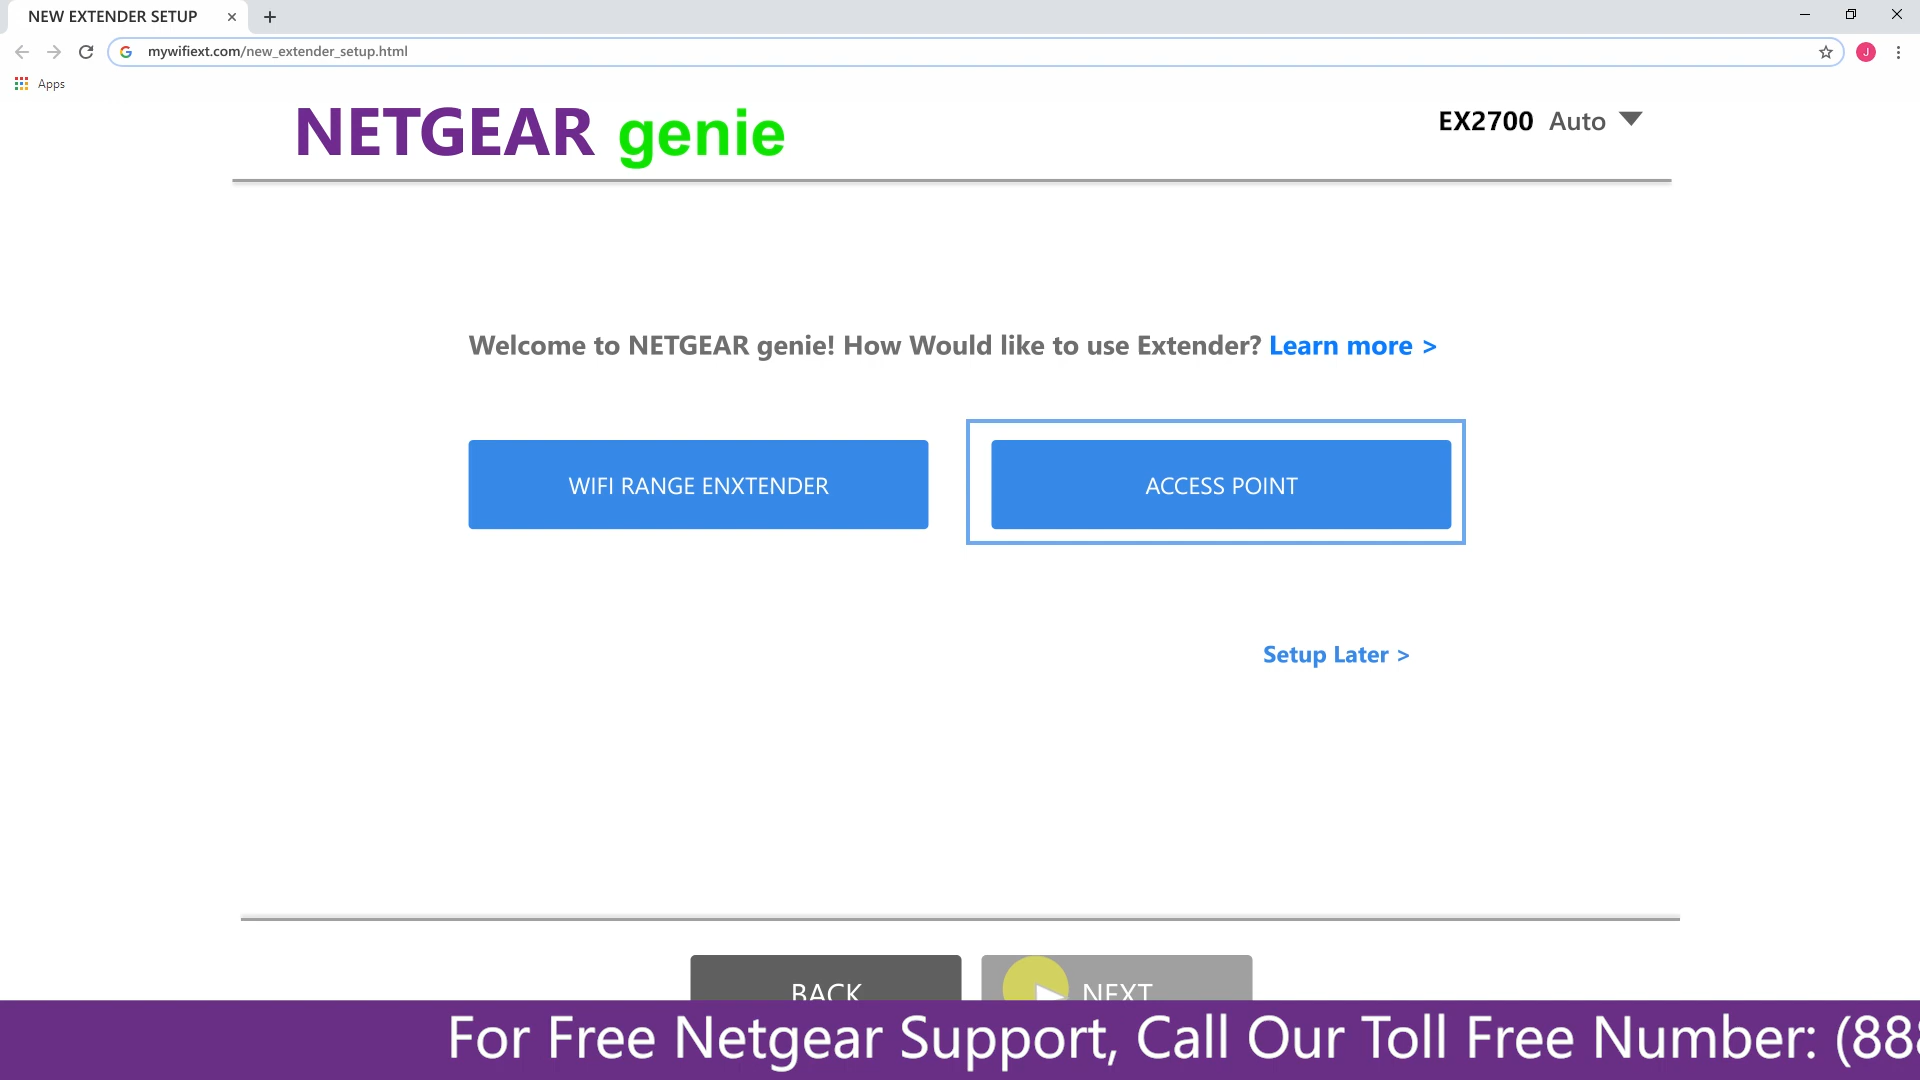 NEW EXTENDER SETUP
mywifiext.com/new_extender_setup.html
J
Apps
NETGEAR genie
EX2700 Auto
Welcome to NETGEAR genie! How Would like to use Extender? Learn more >
WIFI RANGE ENXTENDER
ACCESS POINT
Setup Later >
BACK
NEXT
For Free Netgear Support, Call Our Toll Free Number: (888